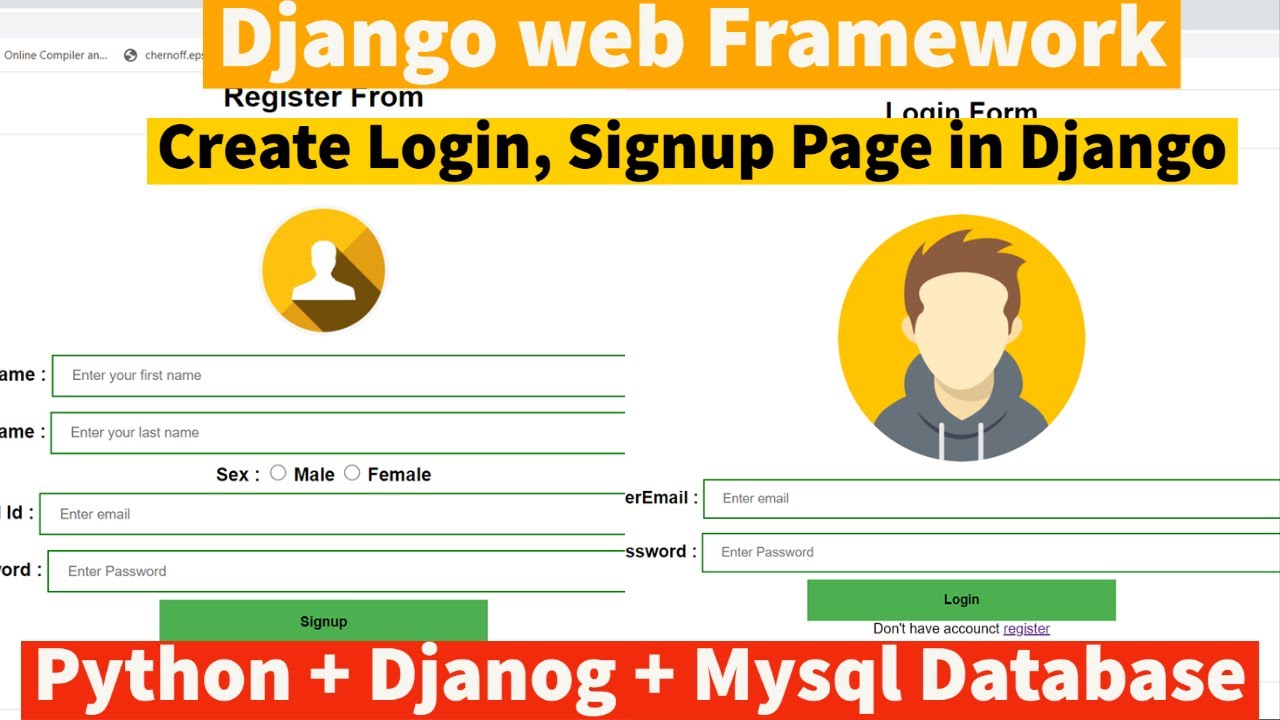 Django web Framework
Online Compiler an...
chernoff.eps
Register From
Login Form
Create Login, Signup Page in Django
ame :
Enter your first name
ame :
Enter your last name
Sex : Male Female
Id :
Enter email
ord :
Enter Password
Signup
erEmail :
Enter email
ssword :
Enter Password
Login
Don't have accounct register
Python + Djanog + Mysql Database